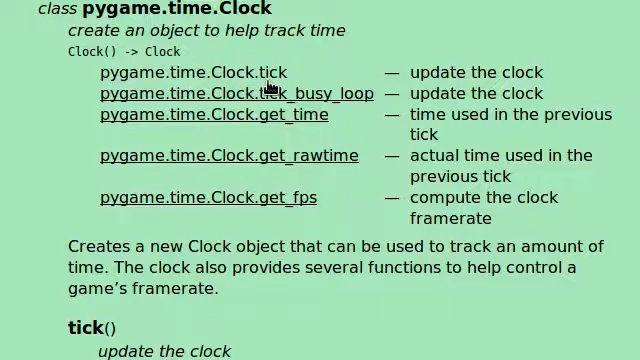 class pygame.time.Clock
create an object to help track time
Clock() -> Clock
pygame.time.Clock.tick — update the clock
pygame.time.Clock.tick_busy_loop — update the clock
pygame.time.Clock.get_time — time used in the previous
tick
pygame.time.Clock.get_rawtime — actual time used in the
previous tick
pygame.time.Clock.get_fps — compute the clock
framerate
Creates a new Clock object that can be used to track an amount of
time. The clock also provides several functions to help control a
game’s framerate.
tick()
update the clock